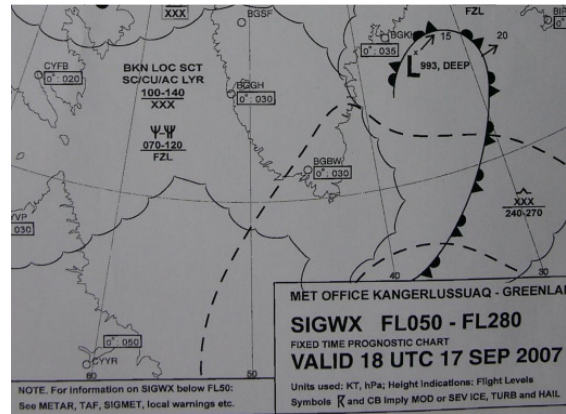 BGSF
FZL
XXX
CYFB
0°: 020
BKN LOC SCT
SC/CU/AC LYR
100-140
XXX
070-120
FZL
BGGH
0°: 030
BGKK
0°: 035
15
20
L x
993, DEEP
FZL
BGBW
0°: 030
XXX
240-270
YVP
030
0°: 050
CYYR
60
50
40
30
MET OFFICE KANGERLUSSUAQ - GREENLA
SIGWX FL050 - FL280
FIXED TIME PROGNOSTIC CHART
VALID 18 UTC 17 SEP 2007
Units used: KT, hPa; Height Indications: Flight Levels
Symbols and CB imply MOD or SEV ICE, TURB and HAIL
NOTE. For information on SIGWX below FL50:
See METAR, TAF, SIGMET, local warnings etc.